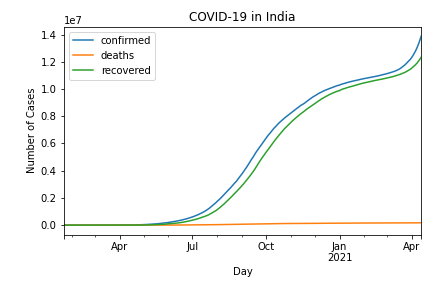 COVID-19 in India
1e7
confirmed
deaths
recovered
Number of Cases
1.4
1.2
1.0
0.8
0.6
0.4
0.2
0.0
Apr
Jul
Oct
Jan
2021
Apr
Day